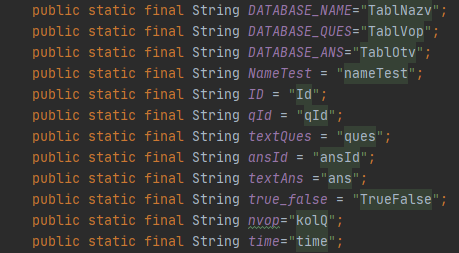 public static final String DATABASE_NAME="TablNazv";
public static final String DATABASE_QUES="TablVop";
public static final String DATABASE_ANS="TablOtv";
public static final String NameTest = "nameTest";
public static final String ID = "Id";
public static final String qId = "qId";
public static final String textQues = "ques";
public static final String ansId = "ansId";
public static final String textAns ="ans";
public static final String true_false = "TrueFalse";
public static final String nvop="kolQ";
public static final String time="time";